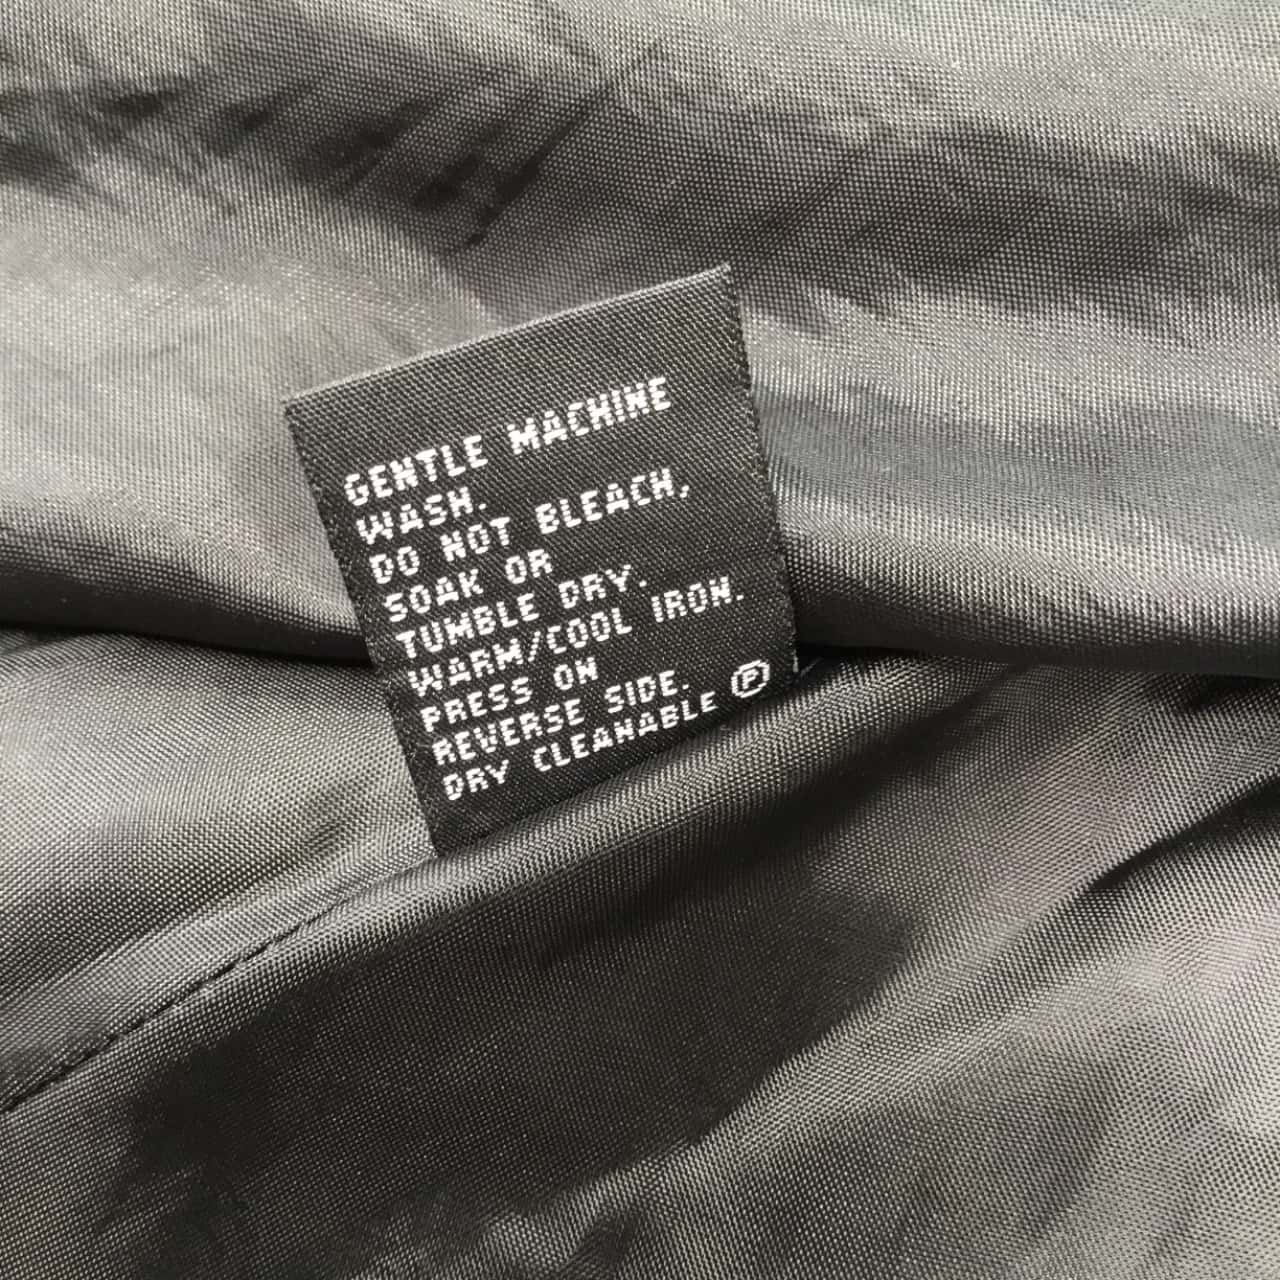 GENTLE MACHINE
WASH.
DO NOT BLEACH,
SOAK OR
TUMBLE DRY.
WARM/COOL IRON.
PRESS ON
REVERSE SIDE.
DRY CLEANABLE Ⓟ